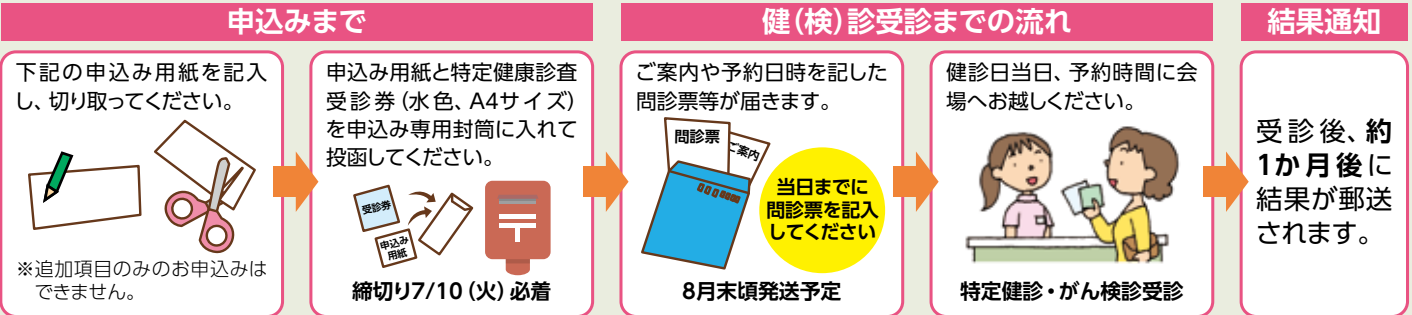 申込みまで
下記の申込み用紙を記入
し、切り取ってください。
※追加項目のみのお申込みは
できません。
申込み用紙と特定健康診査
受診券（水色、A4サイズ）
を申込み専用封筒に入れて
投函してください。
受診券
申込み
用紙
締切り7/10（火）必着
健（検）診受診までの流れ
ご案内や予約日時を記した
問診票等が届きます。
問診票
ご案内
当日までに
問診票を記入
してください
8月末頃発送予定
健診日当日、予約時間に会
場へお越しください。
特定健診・がん検診受診
結果通知
受診後、約
1か月後に
結果が郵送
されます。